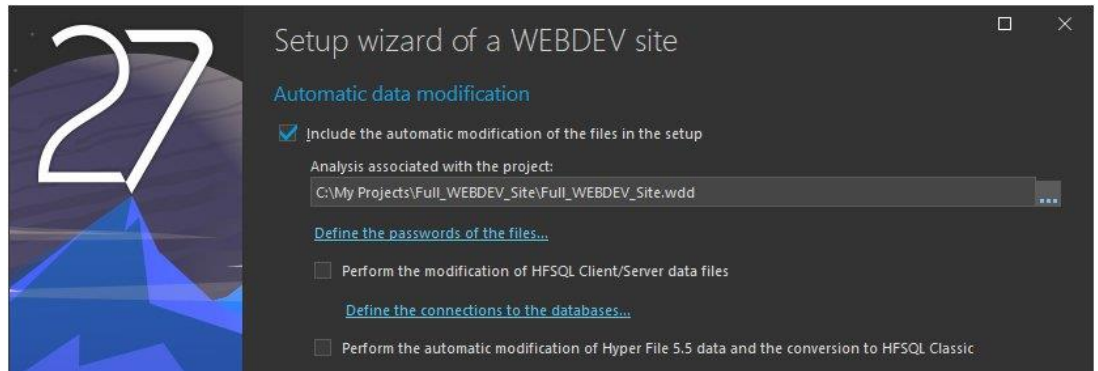 27
Setup wizard of a WEBDEV site
Automatic data modification
Include the automatic modification of the files in the setup
Analysis associated with the project:
C:\My Projects\Full_WEBDEV_Site\Full_WEBDEV_Site.wdd
...
Define the passwords of the files...
Perform the modification of HFSQL Client/Server data files
Define the connections to the databases...
Perform the automatic modification of Hyper File 5.5 data and the conversion to HFSQL Classic